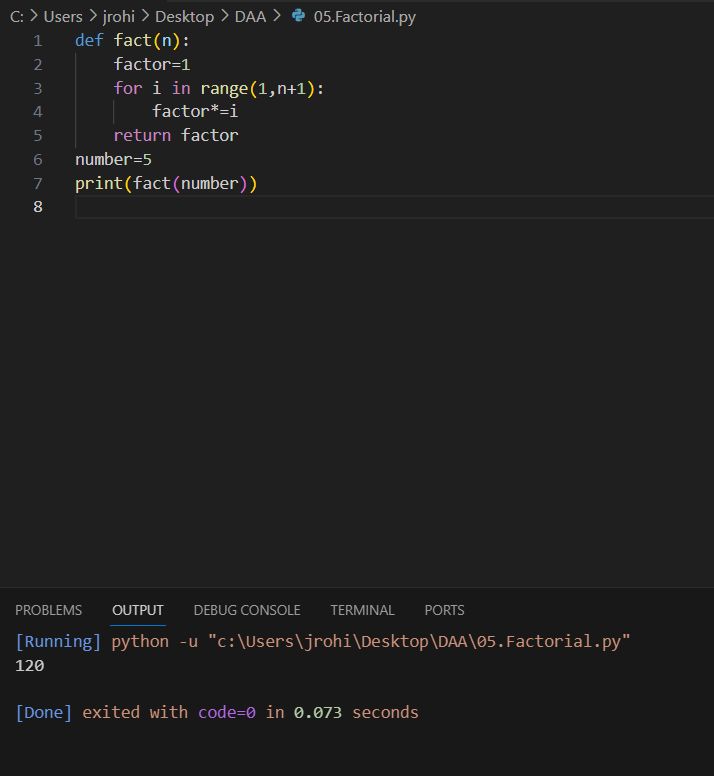 C: > Users > jrohi > Desktop > DAA > 05.Factorial.py
1 def fact(n):
2     factor=1
3     for i in range(1,n+1):
4         factor*=i
5     return factor
6 number=5
7 print(fact(number))
8
PROBLEMS OUTPUT DEBUG CONSOLE TERMINAL PORTS
[Running] python -u "c:\Users\jrohi\Desktop\DAA\05.Factorial.py"
120
[Done] exited with code=0 in 0.073 seconds